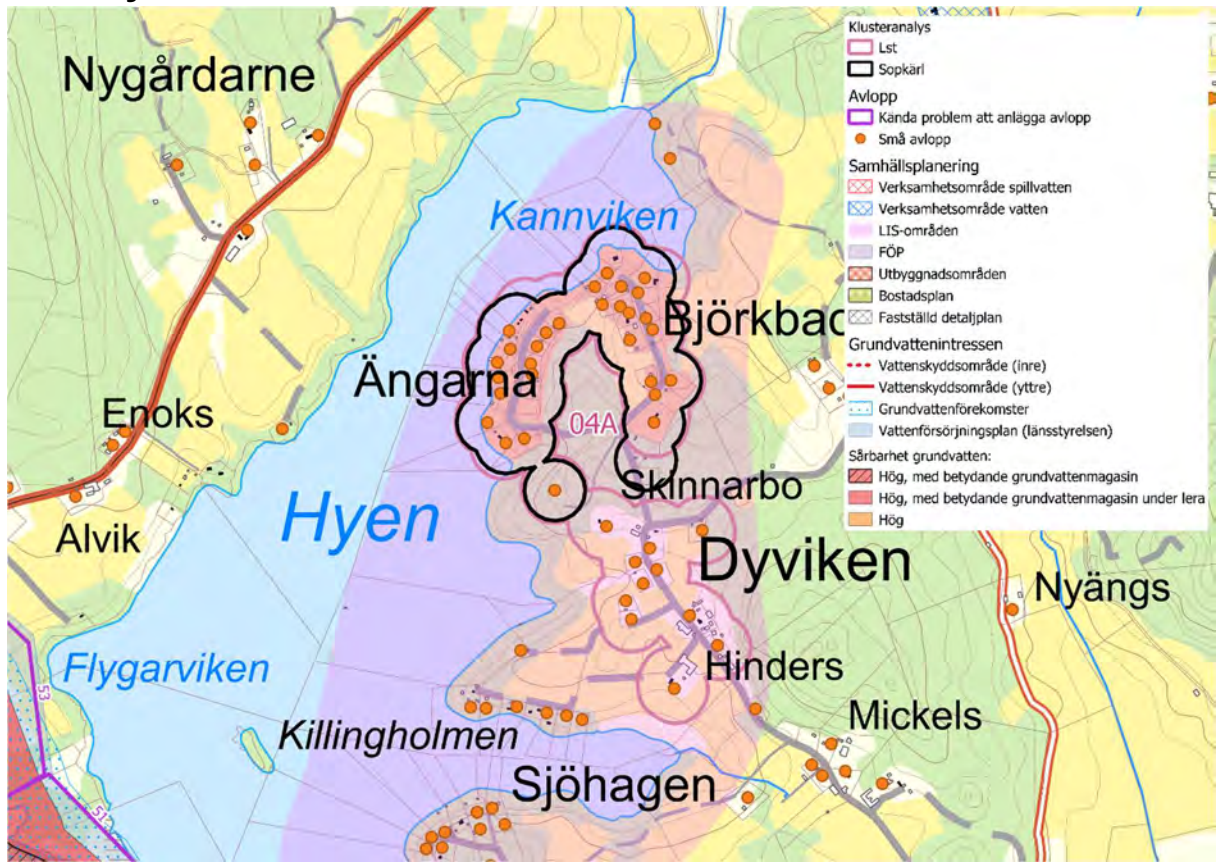 Nygårdarne
Kannviken
Björkbac
Ängarna
Enoks
04A
Skinnarbo
Hyen
Alvik
Dyviken
Nyängs
Flygarviken
53
Hinders
Mickels
Killingholmen
Sjöhagen
Klusteranalys
Lst
Sopkärl
Avlopp
Kända problem att anlägga avlopp
Små avlopp
Samhällsplanering
Verksamhetsområde spillvatten
Verksamhetsområde vatten
LIS-områden
FÖP
Utbyggnadsområden
Bostadsplan
Fastställd detaljplan
Grundvattenintressen
Vattenskyddsområde (inre)
Vattenskyddsområde (yttre)
Grundvattenförekomster
Vattenförsörjningsplan (länsstyrelsen)
Sårbarhet grundvatten:
Hög, med betydande grundvattenmagasin
Hög, med betydande grundvattenmagasin under lera
Hög